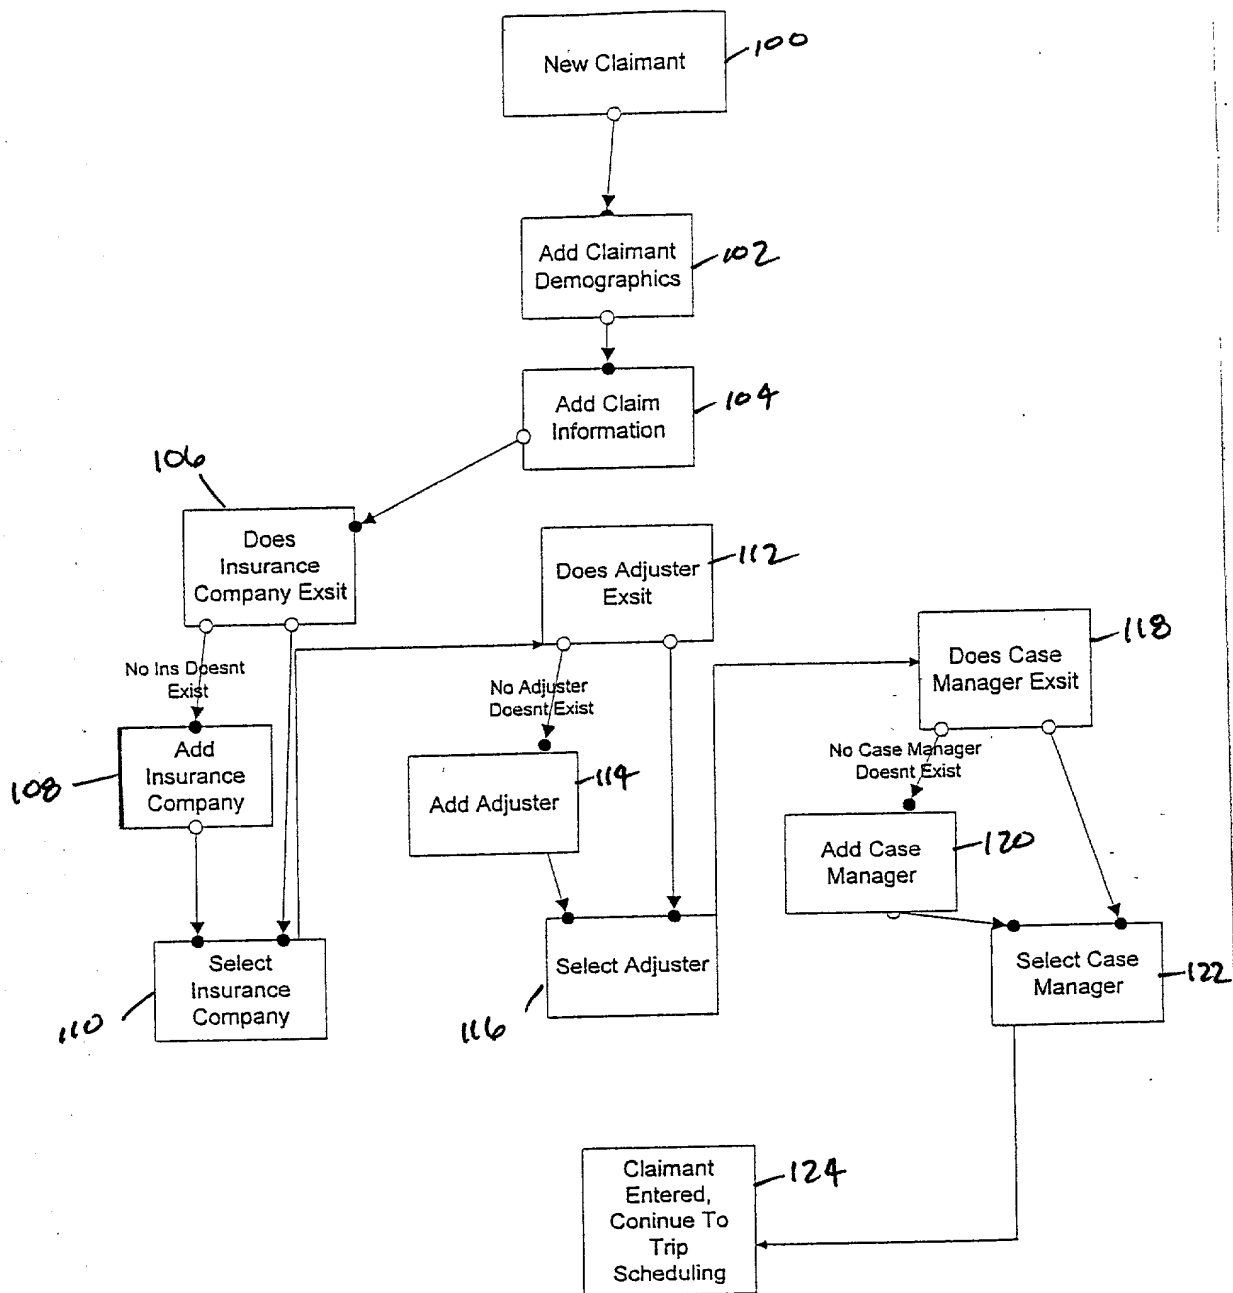 New Claimant
100
Add Claimant
Demographics
102
Add Claim
Information
104
106
Does
Insurance
Company Exsit
No Ins Doesnt
Exist
Add
Insurance
Company
108
Select
Insurance
Company
110
Does Adjuster
Exsit
112
No Adjuster
Doesnt Exist
Add Adjuster
114
Select Adjuster
116
Does Case
Manager Exsit
118
No Case Manager
Doesnt Exist
Add Case
Manager
120
Select Case
Manager
122
Claimant
Entered,
Coninue To
Trip
Scheduling
124